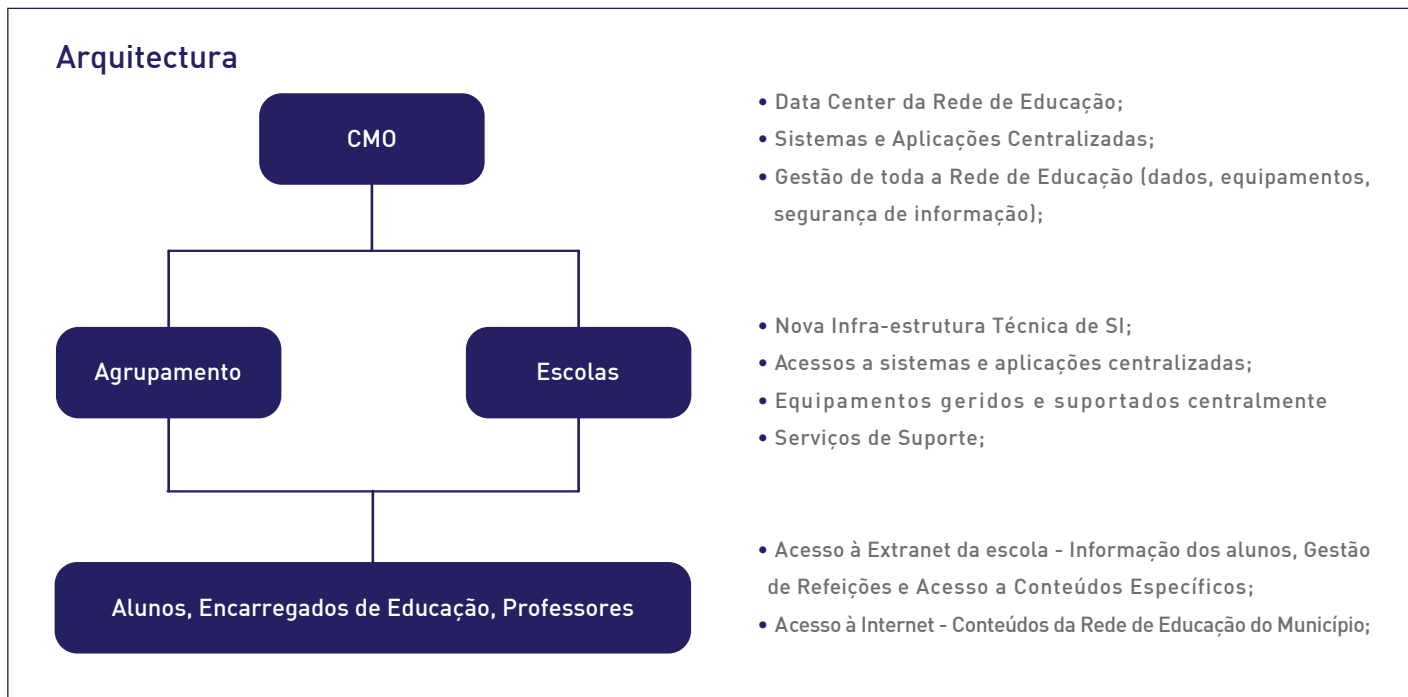 Arquitectura
CMO
• Data Center da Rede de Educação;
• Sistemas e Aplicações Centralizadas;
• Gestão de toda a Rede de Educação (dados, equipamentos,
segurança de informação);
Agrupamento
Escolas
• Nova Infra-estrutura Técnica de SI;
• Acessos a sistemas e aplicações centralizadas;
• Equipamentos geridos e suportados centralmente
• Serviços de Suporte;
Alunos, Encarregados de Educação, Professores
• Acesso à Extranet da escola - Informação dos alunos, Gestão
de Refeições e Acesso a Conteúdos Específicos;
• Acesso à Internet - Conteúdos da Rede de Educação do Município;